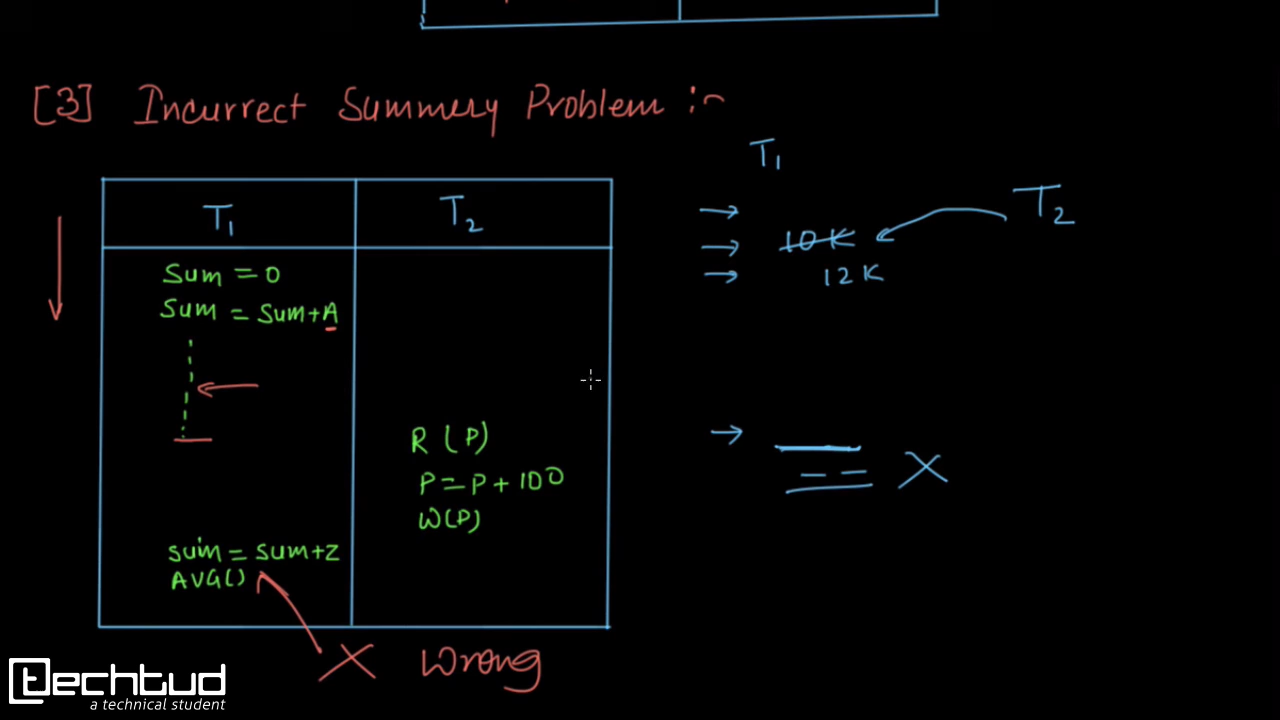 [3] Incurrect Summery Problem :-
T1
T2
Sum = 0
Sum = Sum+A
R (P)
P = P + 100
W(P)
sum = sum+z
AVG()
X Wrong
T1
10K
T2
12K
X
techtud
a technical student